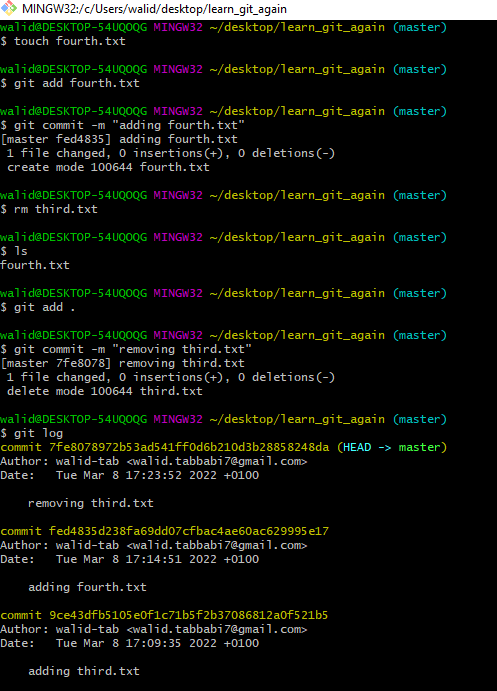 MINGW32:/c/Users/walid/desktop/learn_git_again
walid@DESKTOP-54UQOQG MINGW32 ~/desktop/learn_git_again (master)
$ touch fourth.txt
walid@DESKTOP-54UQOQG MINGW32 ~/desktop/learn_git_again (master)
$ git add fourth.txt
walid@DESKTOP-54UQOQG MINGW32 ~/desktop/learn_git_again (master)
$ git commit -m "adding fourth.txt"
[master fed4835] adding fourth.txt
 1 file changed, 0 insertions(+), 0 deletions(-)
 create mode 100644 fourth.txt
walid@DESKTOP-54UQOQG MINGW32 ~/desktop/learn_git_again (master)
$ rm third.txt
walid@DESKTOP-54UQOQG MINGW32 ~/desktop/learn_git_again (master)
$ ls
fourth.txt
walid@DESKTOP-54UQOQG MINGW32 ~/desktop/learn_git_again (master)
$ git add .
walid@DESKTOP-54UQOQG MINGW32 ~/desktop/learn_git_again (master)
$ git commit -m "removing third.txt"
[master 7fe8078] removing third.txt
 1 file changed, 0 insertions(+), 0 deletions(-)
 delete mode 100644 third.txt
walid@DESKTOP-54UQOQG MINGW32 ~/desktop/learn_git_again (master)
$ git log
commit 7fe8078972b53ad541ff0d6b210d3b28858248da (HEAD -> master)
Author: walid-tab <walid.tabbabi7@gmail.com>
Date:   Tue Mar 8 17:23:52 2022 +0100
    removing third.txt
commit fed4835d238fa69dd07cfbac4ae60ac629995e17
Author: walid-tab <walid.tabbabi7@gmail.com>
Date:   Tue Mar 8 17:14:51 2022 +0100
    adding fourth.txt
commit 9ce43dfb5105e0f1c71b5f2b37086812a0f521b5
Author: walid-tab <walid.tabbabi7@gmail.com>
Date:   Tue Mar 8 17:09:35 2022 +0100
    adding third.txt